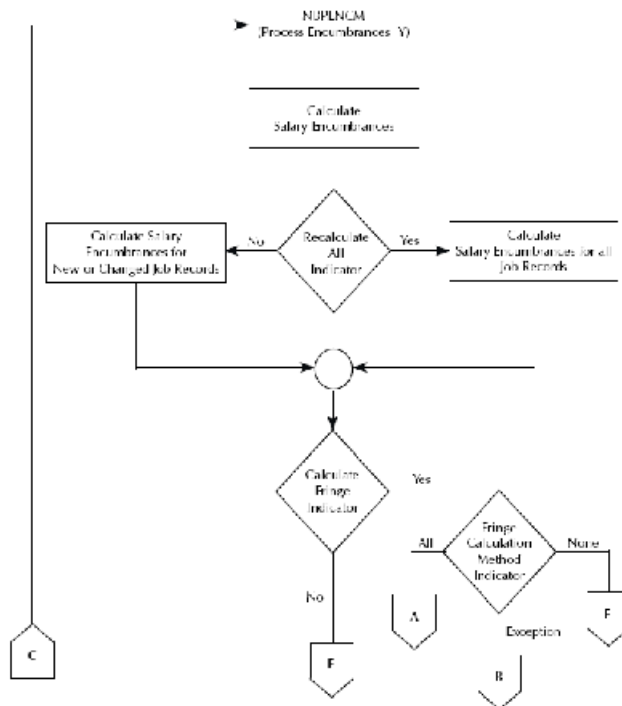 NBPENCM
(Process Encumbrances Y)
Calculate
Salary Encumbrances
Calculate Salary
Encumbrances for
New or Changed Job Records
No
Recalculate
All
Indicator
Yes
Calculate
Salary Encumbrances for all
Job Records
Calculate
Fringe
Indicator
Yes
All
Fringe
Calculation
Method
Indicator
None
No
A
Exception
F
C
F
B